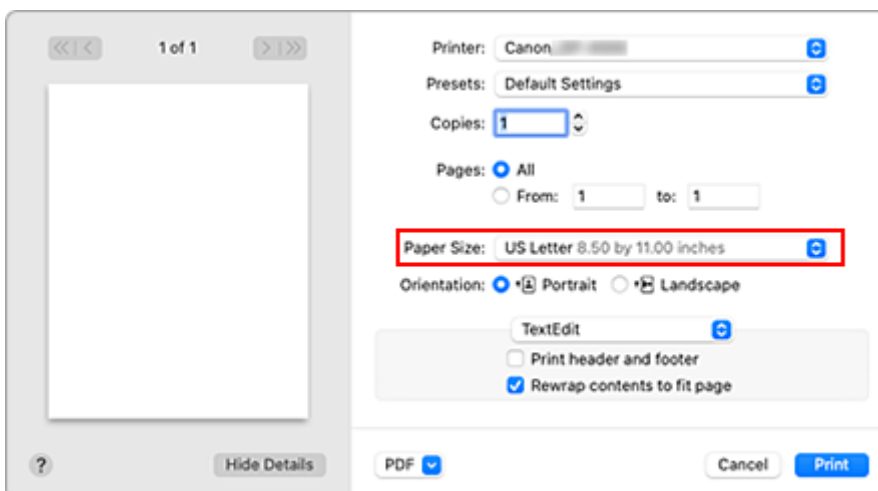 1 of 1
Hide Details
Printer: Canon
Presets: Default Settings
Copies: 1
Pages: All
From: 1 to: 1
Paper Size: US Letter 8.50 by 11.00 inches
Orientation: Portrait Landscape
TextEdit
Print header and footer
Rewrap contents to fit page
? 
PDF Cancel Print